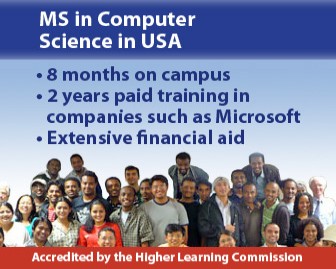 MS in Computer
Science in USA
• 8 months on campus
• 2 years paid training in
companies such as Microsoft
• Extensive financial aid
Accredited by the Higher Learning Commission